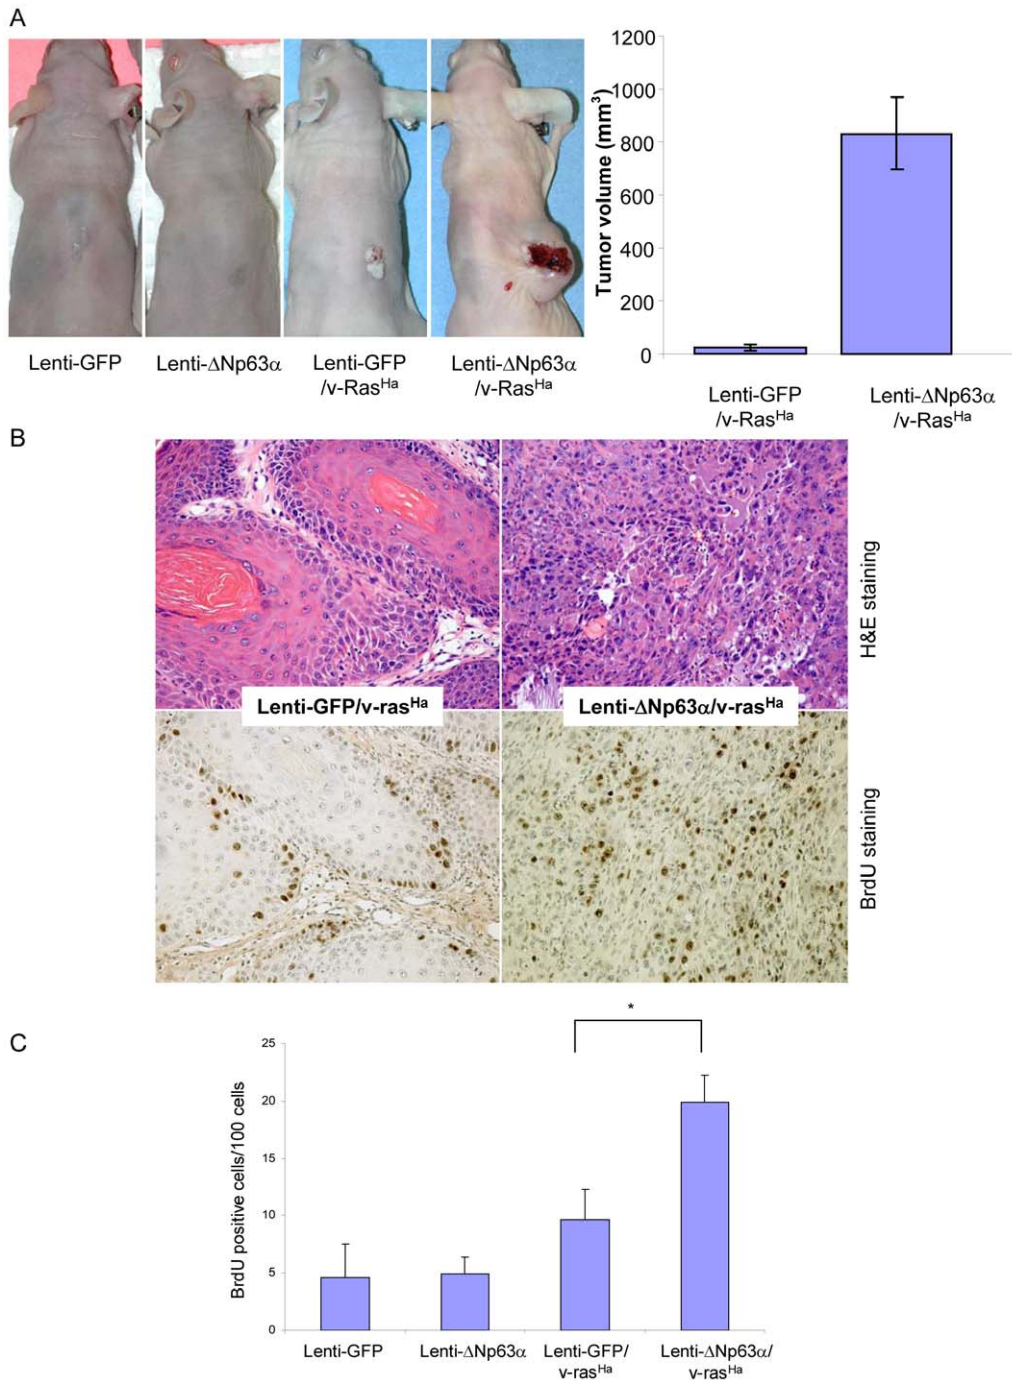 A
Lenti-GFP
Lenti-ΔNp63α
Lenti-GFP
/v-RasHa
Lenti-ΔNp63α
/v-RasHa
Tumor volume (mm3)
1200
1000
800
600
400
200
0
Lenti-GFP
/v-RasHa
Lenti-ΔNp63α
/v-RasHa
B
H&E staining
Lenti-GFP/v-rasHa
Lenti-ΔNp63α/v-rasHa
BrdU staining
C
*
BrdU positive cells/100 cells
25
20
15
10
5
0
Lenti-GFP
Lenti-ΔNp63α
Lenti-GFP/
v-rasHa
Lenti-ΔNp63α/
v-rasHa